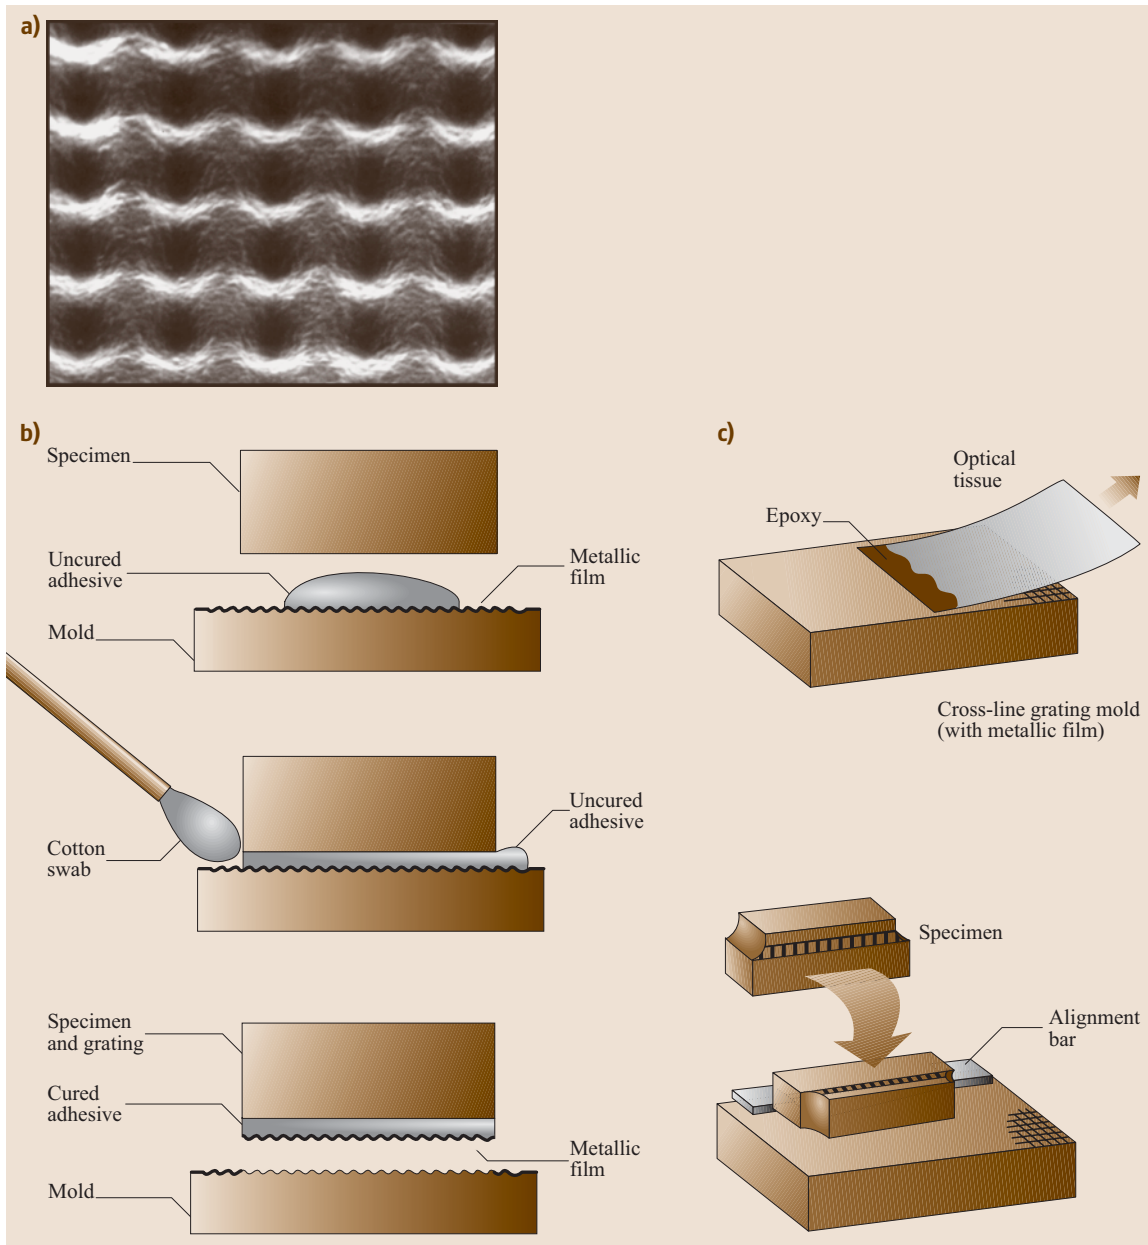 a)
b)
Specimen
Uncured
adhesive
Metallic
film
Mold
Cotton
swab
Uncured
adhesive
Specimen
and grating
Cured
adhesive
Metallic
film
Mold
c)
Optical
tissue
Epoxy
Cross-line grating mold
(with metallic film)
Specimen
Alignment
bar